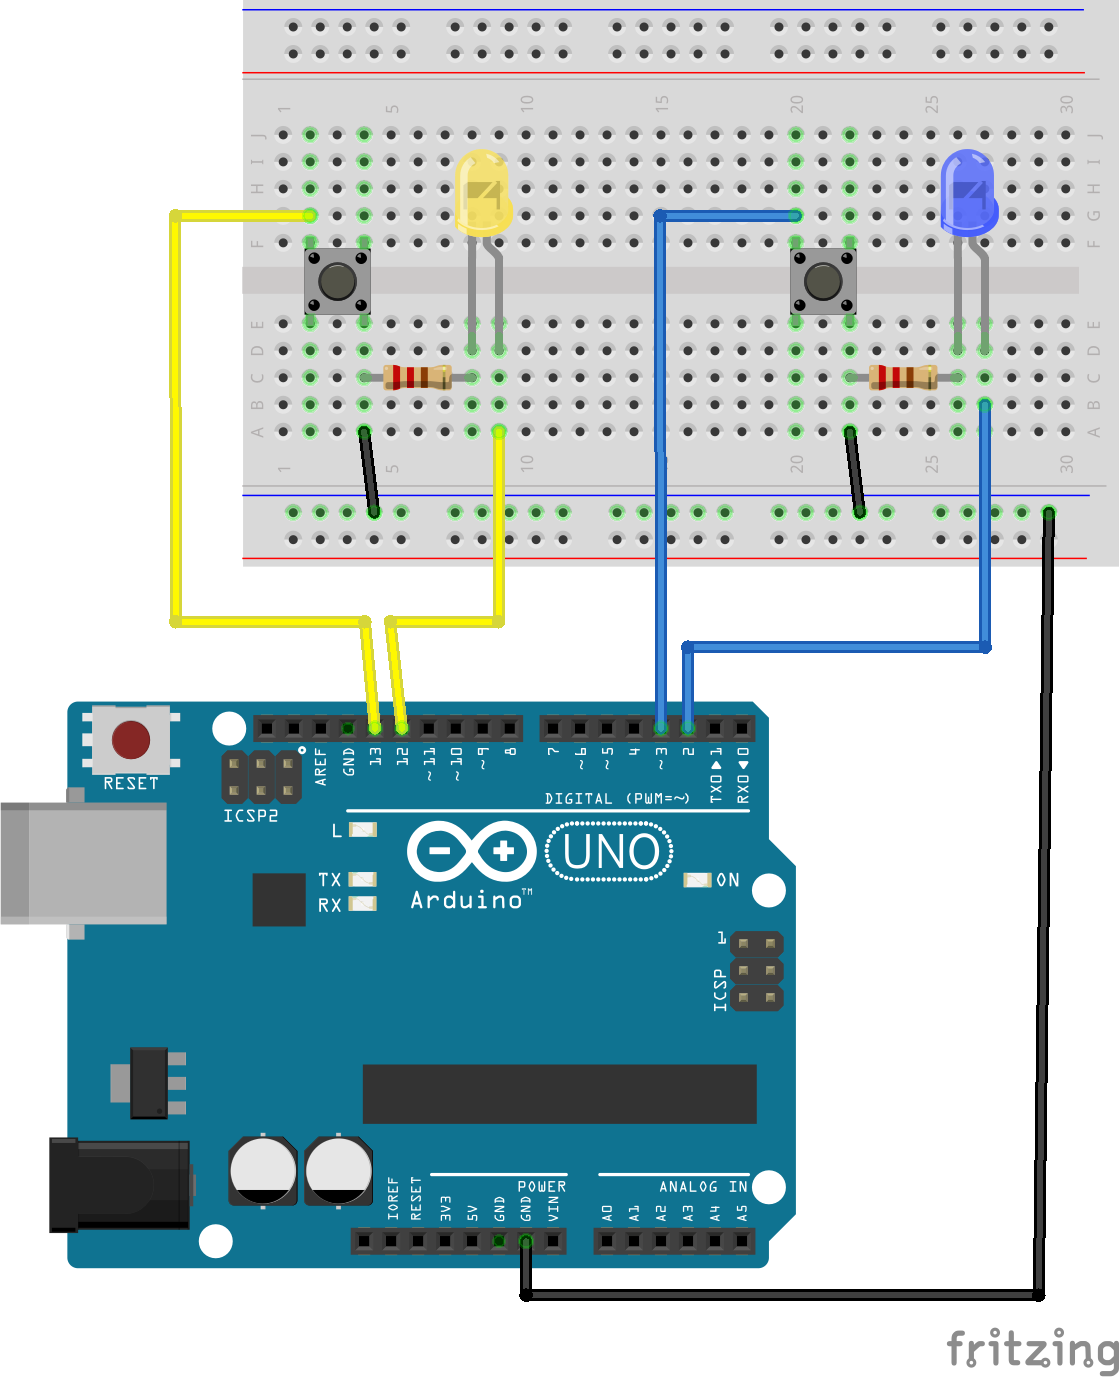 1 5 10 15 20 25 30
J J
I I
H H
G G
F F
E E
D D
C C
B B
A A
1 5 10 15 20 25 30
AREF GND 13 12 ~11 ~10 ~9 8 7 ~6 ~5 4 ~3 2 TX0▶1 RX0◀0
RESET
ICSP2
DIGITAL (PWM=~)
L
TX
RX
UNO
Arduino™
ON
1
ICSP
POWER
ANALOG IN
IOREF RESET 3V3 5V GND GND VIN A0 A1 A2 A3 A4 A5
fritzing